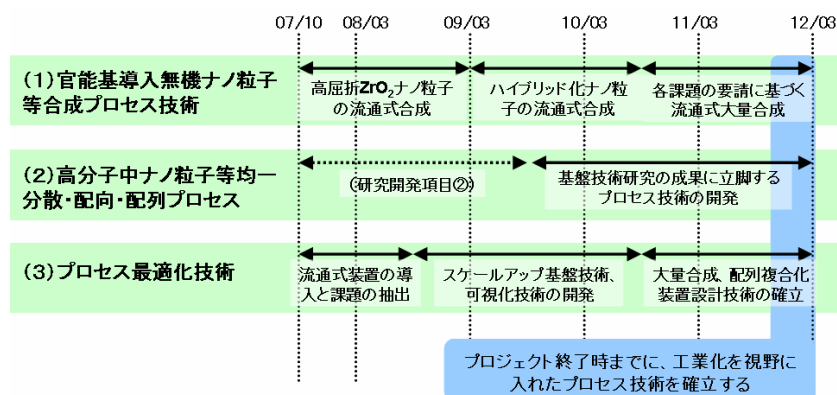 07/10 08/03 09/03 10/03 11/03 12/03
(1)官能基導入無機ナノ粒子
等合成プロセス技術
高屈折ZrO₂ナノ粒子
の流通式合成
ハイブリッド化ナノ粒
子の流通式合成
各課題の要請に基づく
流通式大量合成
(2)高分子中ナノ粒子等均一
分散・配向・配列プロセス
(研究開発項目②)
基盤技術研究の成果に立脚する
プロセス技術の開発
(3)プロセス最適化技術
流通式装置の導
入と課題の抽出
スケールアップ基盤技術、
可視化技術の開発
大量合成、配列複合化
装置設計技術の確立
プロジェクト終了時までに、工業化を視野に
入れたプロセス技術を確立する